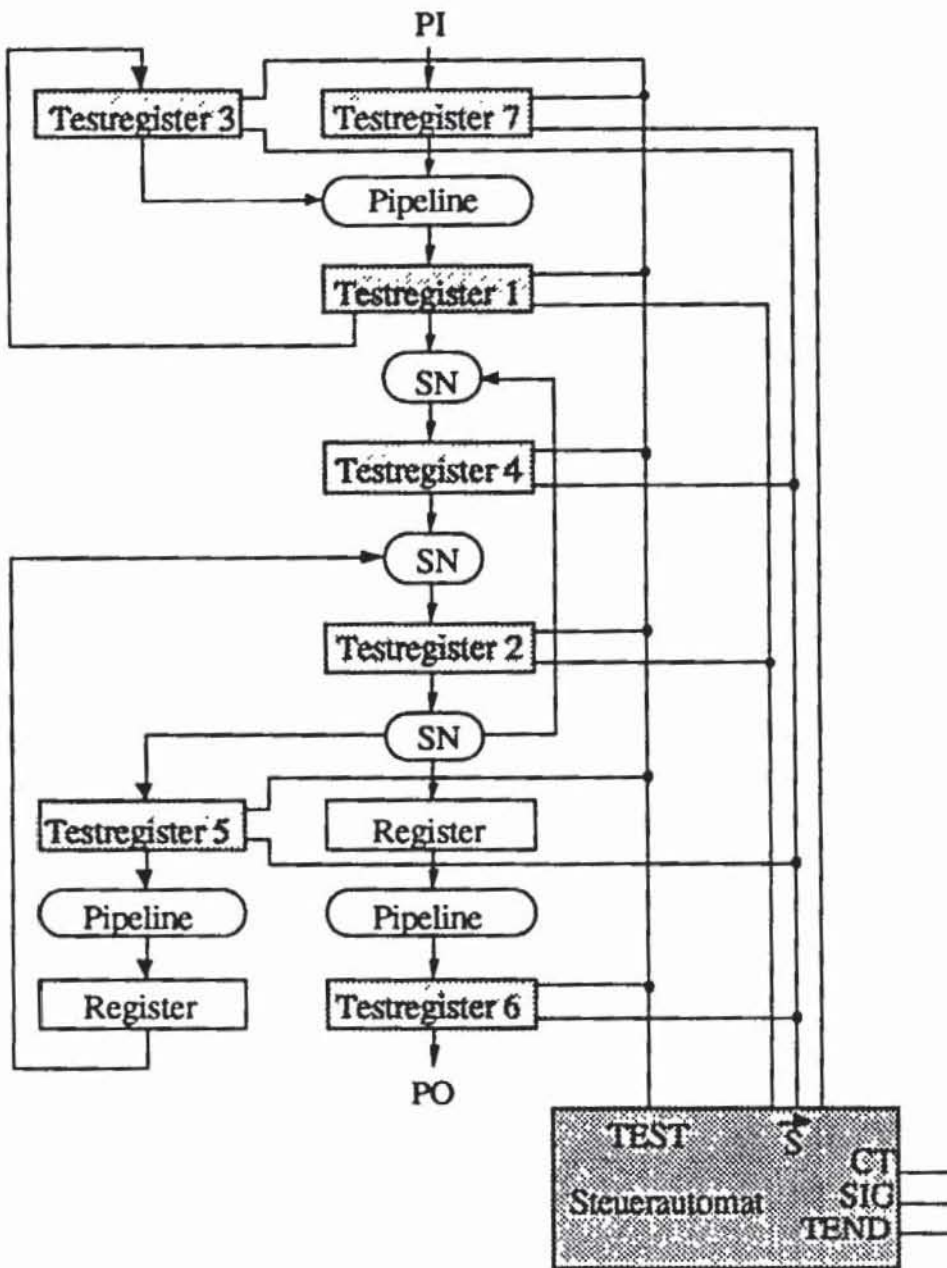 PI
Testregister 3
Testregister 7
Pipeline
Testregister 1
SN
Testregister 4
SN
Testregister 2
SN
Testregister 5
Register
Pipeline
Pipeline
Register
Testregister 6
PO
TEST
S
CT
Steuerautomat
SIG
TEND